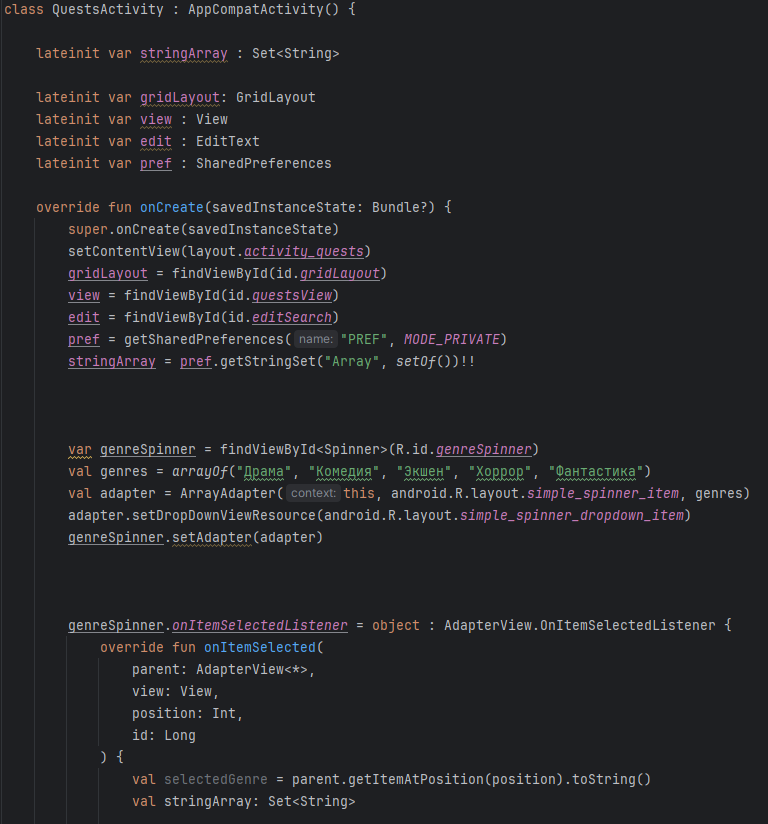 class QuestsActivity : AppCompatActivity() {
lateinit var stringArray : Set<String>
lateinit var gridLayout: GridLayout
lateinit var view : View
lateinit var edit : EditText
lateinit var pref : SharedPreferences
override fun onCreate(savedInstanceState: Bundle?) {
super.onCreate(savedInstanceState)
setContentView(layout.activity_quests)
gridLayout = findViewById(id.gridLayout)
view = findViewById(id.questsView)
edit = findViewById(id.editSearch)
pref = getSharedPreferences( name: "PREF", MODE_PRIVATE)
stringArray = pref.getStringSet("Array", setOf())!!
var genreSpinner = findViewById<Spinner>(R.id.genreSpinner)
val genres = arrayOf("Драма", "Комедия", "Экшен", "Хоррор", "Фантастика")
val adapter = ArrayAdapter( context: this, android.R.layout.simple_spinner_item, genres)
adapter.setDropDownViewResource(android.R.layout.simple_spinner_dropdown_item)
genreSpinner.setAdapter(adapter)
genreSpinner.onItemSelectedListener = object : AdapterView.OnItemSelectedListener {
override fun onItemSelected(
parent: AdapterView<*>,
view: View,
position: Int,
id: Long
) {
val selectedGenre = parent.getItemAtPosition(position).toString()
val stringArray: Set<String>